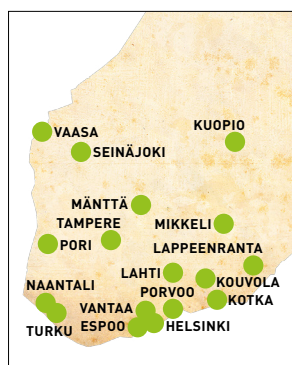 KUOPIO
VAASA
SEINÄJOKI
MÄNTTÄ
TAMPERE
MIKKELI
PORI
LAPPEENRANTA
LAHTI
NAANTALI
KOUVOLA
PORVOO
VANTAA
KOTKA
TURKU
ESPOO
HELSINKI